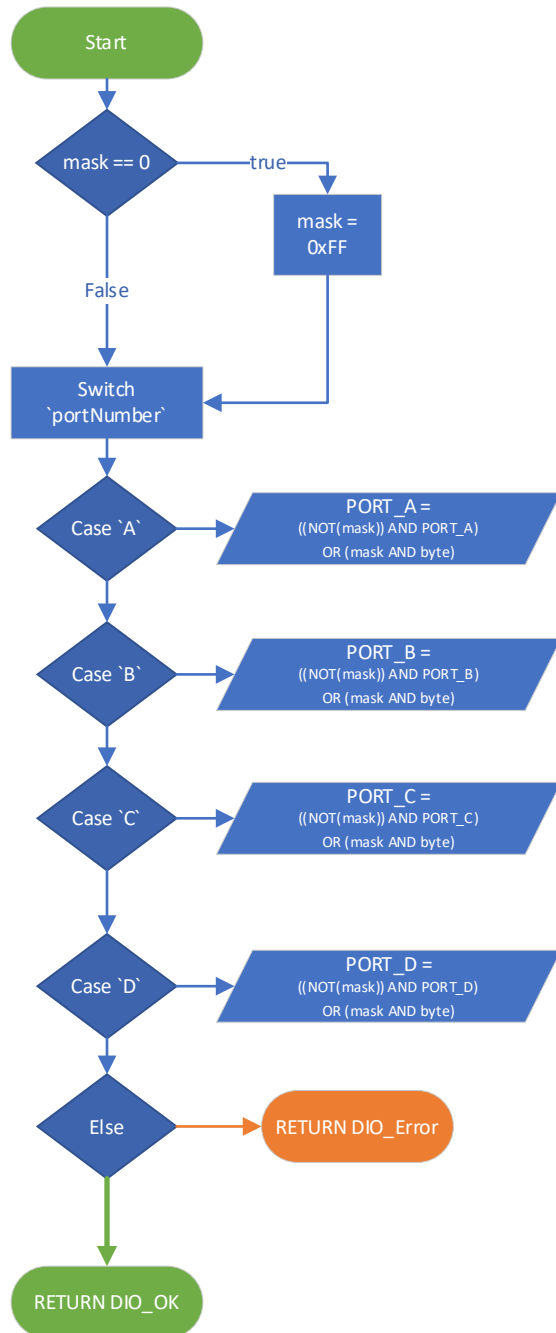 Start
mask == 0
true
mask =
0xFF
False
Switch
`portNumber`
Case `A`
PORT_A =
((NOT(mask)) AND PORT_A)
OR (mask AND byte)
Case `B`
PORT_B =
((NOT(mask)) AND PORT_B)
OR (mask AND byte)
Case `C`
PORT_C =
((NOT(mask)) AND PORT_C)
OR (mask AND byte)
Case `D`
PORT_D =
((NOT(mask)) AND PORT_D)
OR (mask AND byte)
Else
RETURN DIO_Error
RETURN DIO_OK